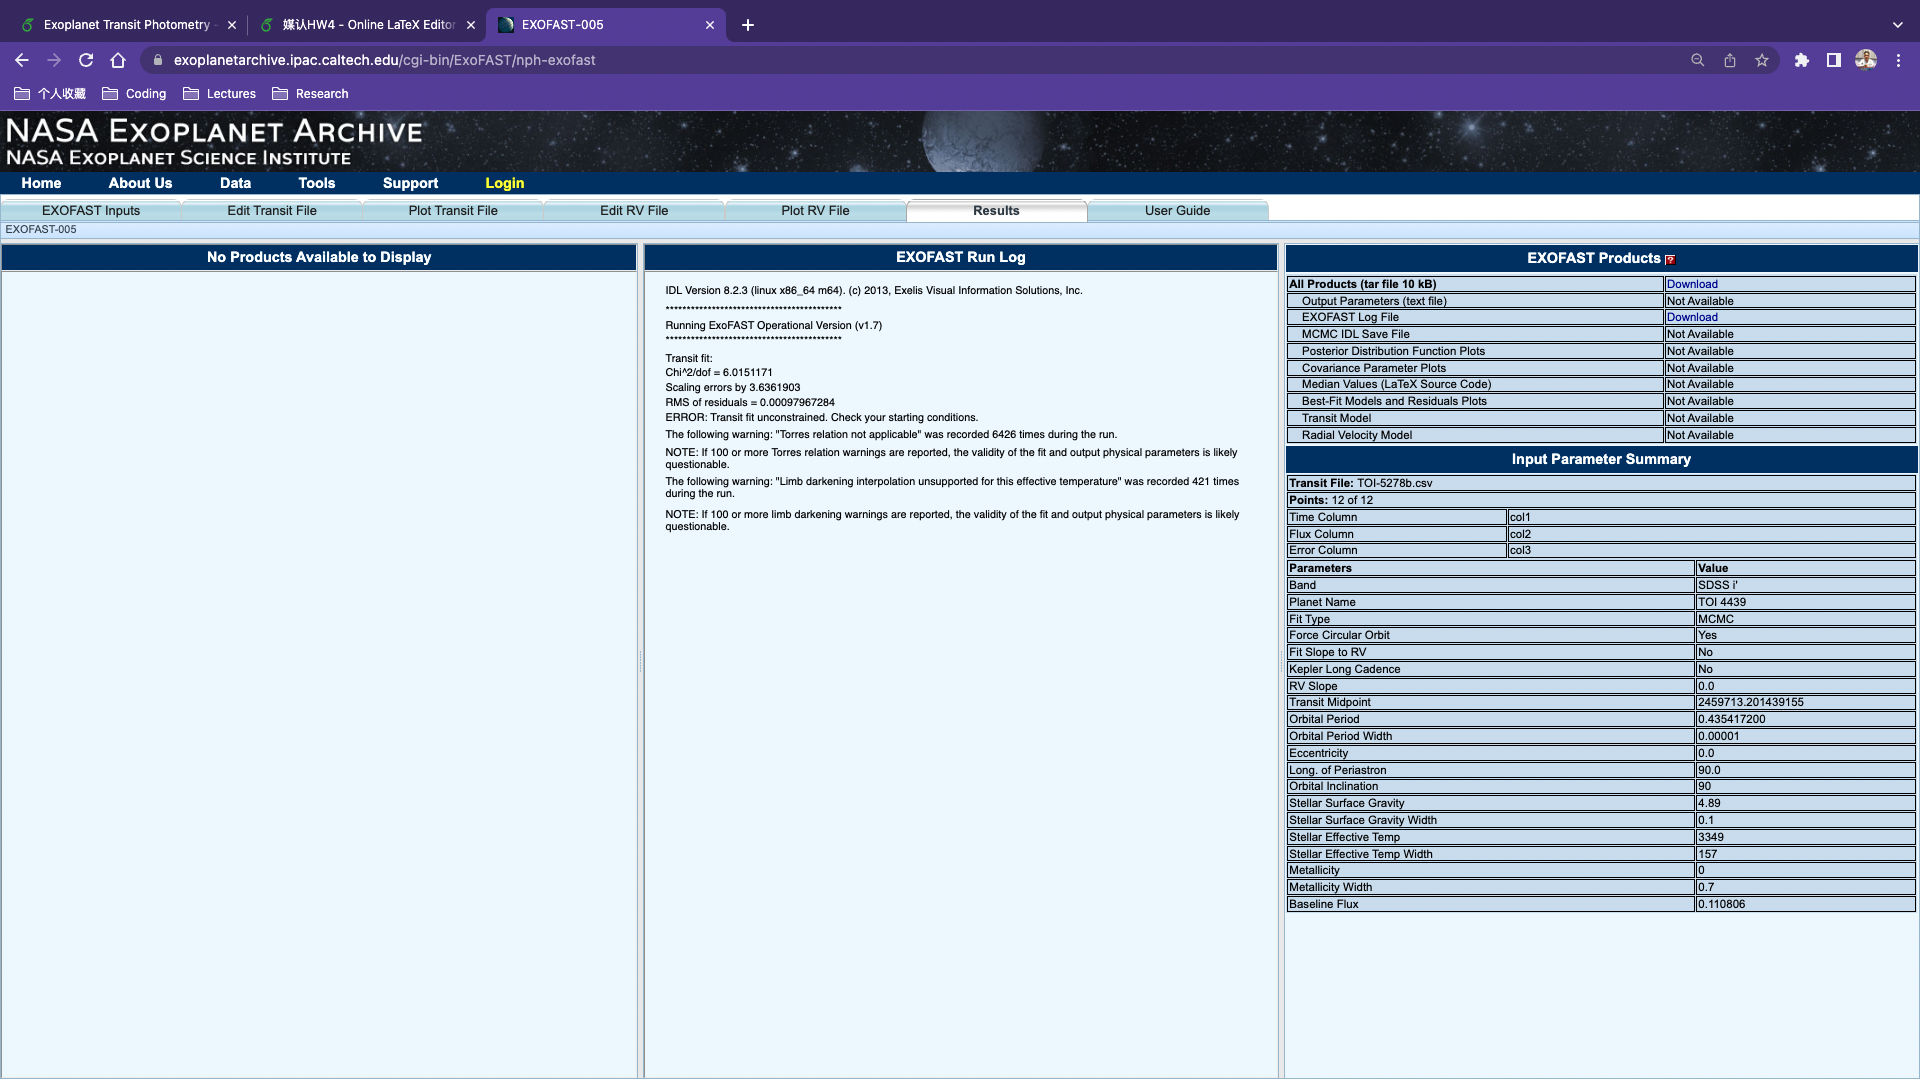 Exoplanet Transit Photometry -
媒认HW4 - Online LaTeX Editor
EXOFAST-005
exoplanetarchive.ipac.caltech.edu/cgi-bin/ExoFAST/nph-exofast
个人收藏
Coding
Lectures
Research
NASA EXOPLANET ARCHIVE
NASA EXOPLANET SCIENCE INSTITUTE
Home About Us Data Tools Support Login
EXOFAST Inputs Edit Transit File Plot Transit File Edit RV File Plot RV File Results User Guide
EXOFAST-005
No Products Available to Display
EXOFAST Run Log
IDL Version 8.2.3 (linux x86_64 m64). (c) 2013, Exelis Visual Information Solutions, Inc.
******************************************
Running ExoFAST Operational Version (v1.7)
******************************************
Transit fit:
Chi^2/dof = 6.0151171
Scaling errors by 3.6361903
RMS of residuals = 0.00097967284
ERROR: Transit fit unconstrained. Check your starting conditions.
The following warning: "Torres relation not applicable" was recorded 6426 times during the run.
NOTE: If 100 or more Torres relation warnings are reported, the validity of the fit and output physical parameters is likely
questionable.
The following warning: "Limb darkening interpolation unsupported for this effective temperature" was recorded 421 times
during the run.
NOTE: If 100 or more limb darkening warnings are reported, the validity of the fit and output physical parameters is likely
questionable.
EXOFAST Products ?
All Products (tar file 10 kB) Download
Output Parameters (text file) Not Available
EXOFAST Log File Download
MCMC IDL Save File Not Available
Posterior Distribution Function Plots Not Available
Covariance Parameter Plots Not Available
Median Values (LaTeX Source Code) Not Available
Best-Fit Models and Residuals Plots Not Available
Transit Model Not Available
Radial Velocity Model Not Available
Input Parameter Summary
Transit File: TOI-5278b.csv
Points: 12 of 12
Time Column col1
Flux Column col2
Error Column col3
Parameters Value
Band SDSS i'
Planet Name TOI 4439
Fit Type MCMC
Force Circular Orbit Yes
Fit Slope to RV No
Kepler Long Cadence No
RV Slope 0.0
Transit Midpoint 2459713.201439155
Orbital Period 0.435417200
Orbital Period Width 0.00001
Eccentricity 0.0
Long. of Periastron 90.0
Orbital Inclination 90
Stellar Surface Gravity 4.89
Stellar Surface Gravity Width 0.1
Stellar Effective Temp 3349
Stellar Effective Temp Width 157
Metallicity 0
Metallicity Width 0.7
Baseline Flux 0.110806